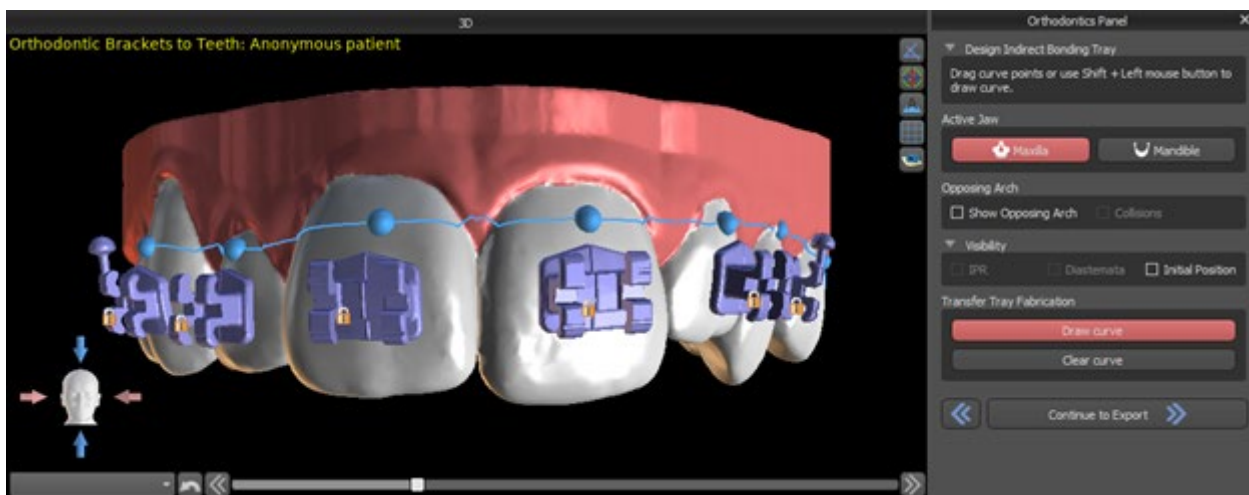 3D
Orthodontic Brackets to Teeth: Anonymous patient
Orthodontics Panel
Design Indirect Bonding Tray
Drag curve points or use Shift + Left mouse button to
draw curve.
Active Jaw
Maxilla
Mandible
Opposing Arch
Show Opposing Arch
Collisions
Visibility
IPR
Diastemata
Initial Position
Transfer Tray Fabrication
Draw curve
Clear curve
Continue to Export